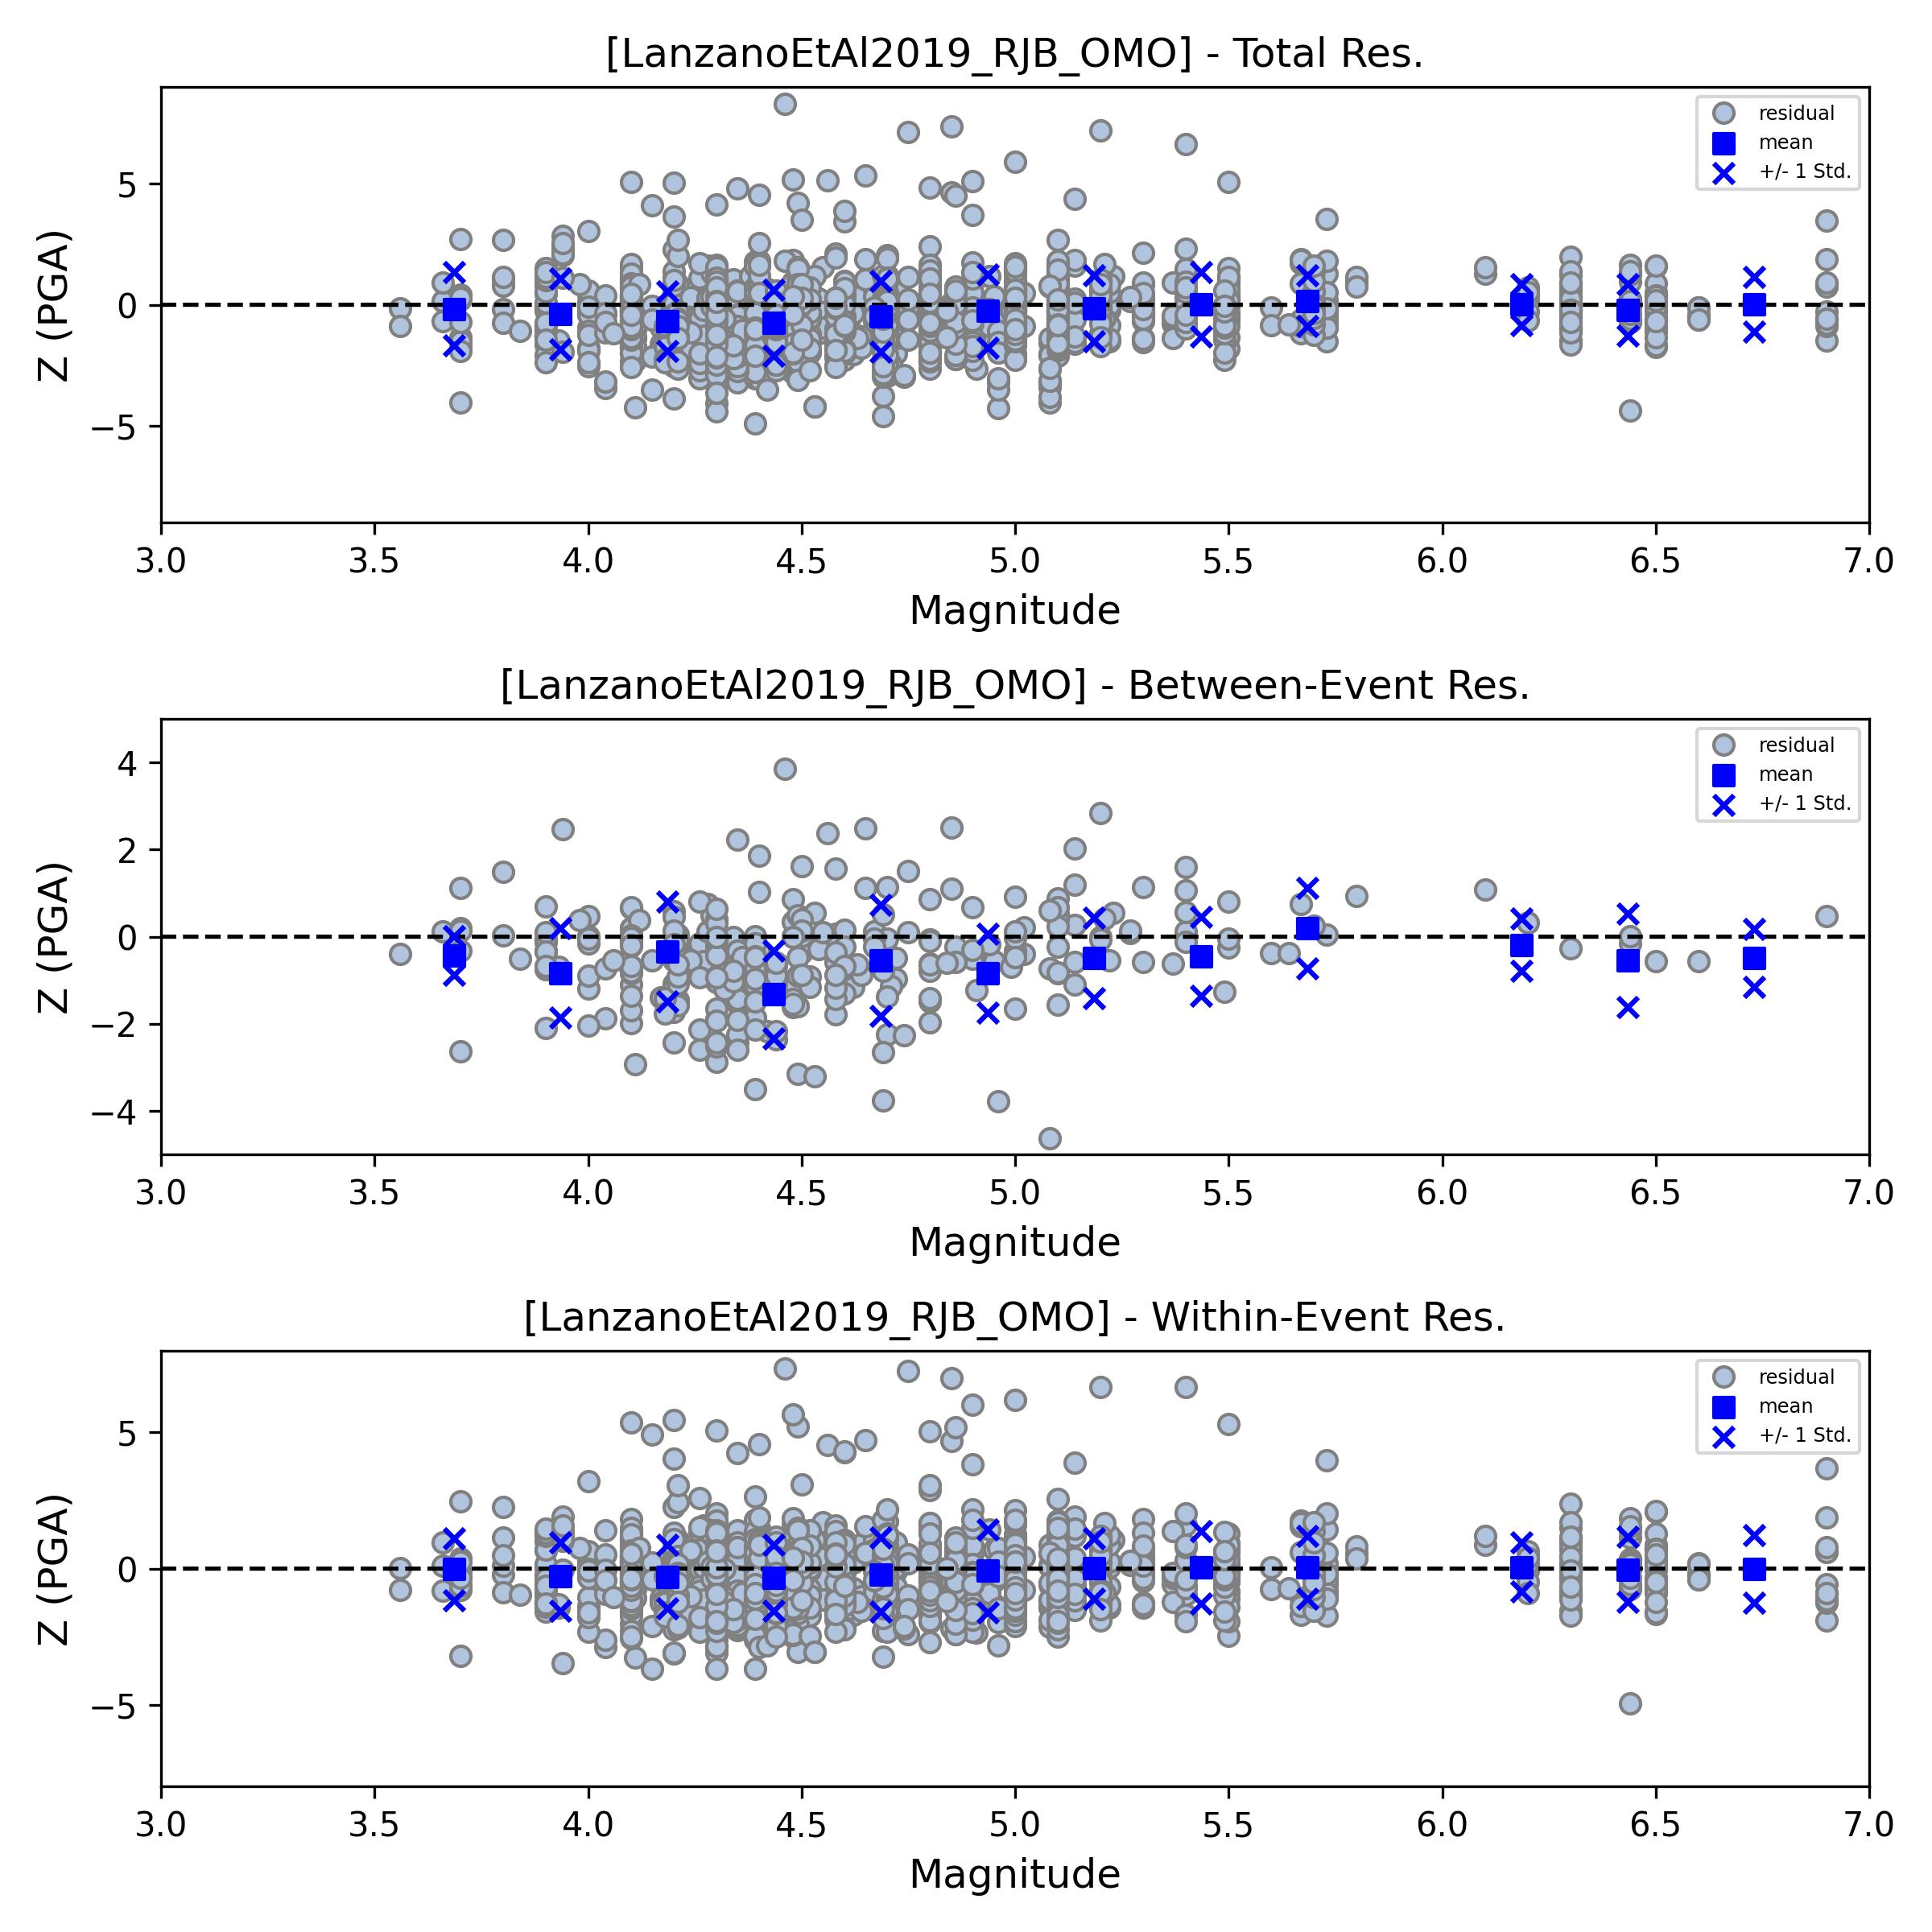 [LanzanoEtAl2019_RJB_OMO] - Total Res.
residual
mean
+/- 1 Std.
Z (PGA)
5
0
−5
3.0 3.5 4.0 4.5 5.0 5.5 6.0 6.5 7.0
Magnitude
[LanzanoEtAl2019_RJB_OMO] - Between-Event Res.
residual
mean
+/- 1 Std.
Z (PGA)
4
2
0
−2
−4
3.0 3.5 4.0 4.5 5.0 5.5 6.0 6.5 7.0
Magnitude
[LanzanoEtAl2019_RJB_OMO] - Within-Event Res.
residual
mean
+/- 1 Std.
Z (PGA)
5
0
−5
3.0 3.5 4.0 4.5 5.0 5.5 6.0 6.5 7.0
Magnitude